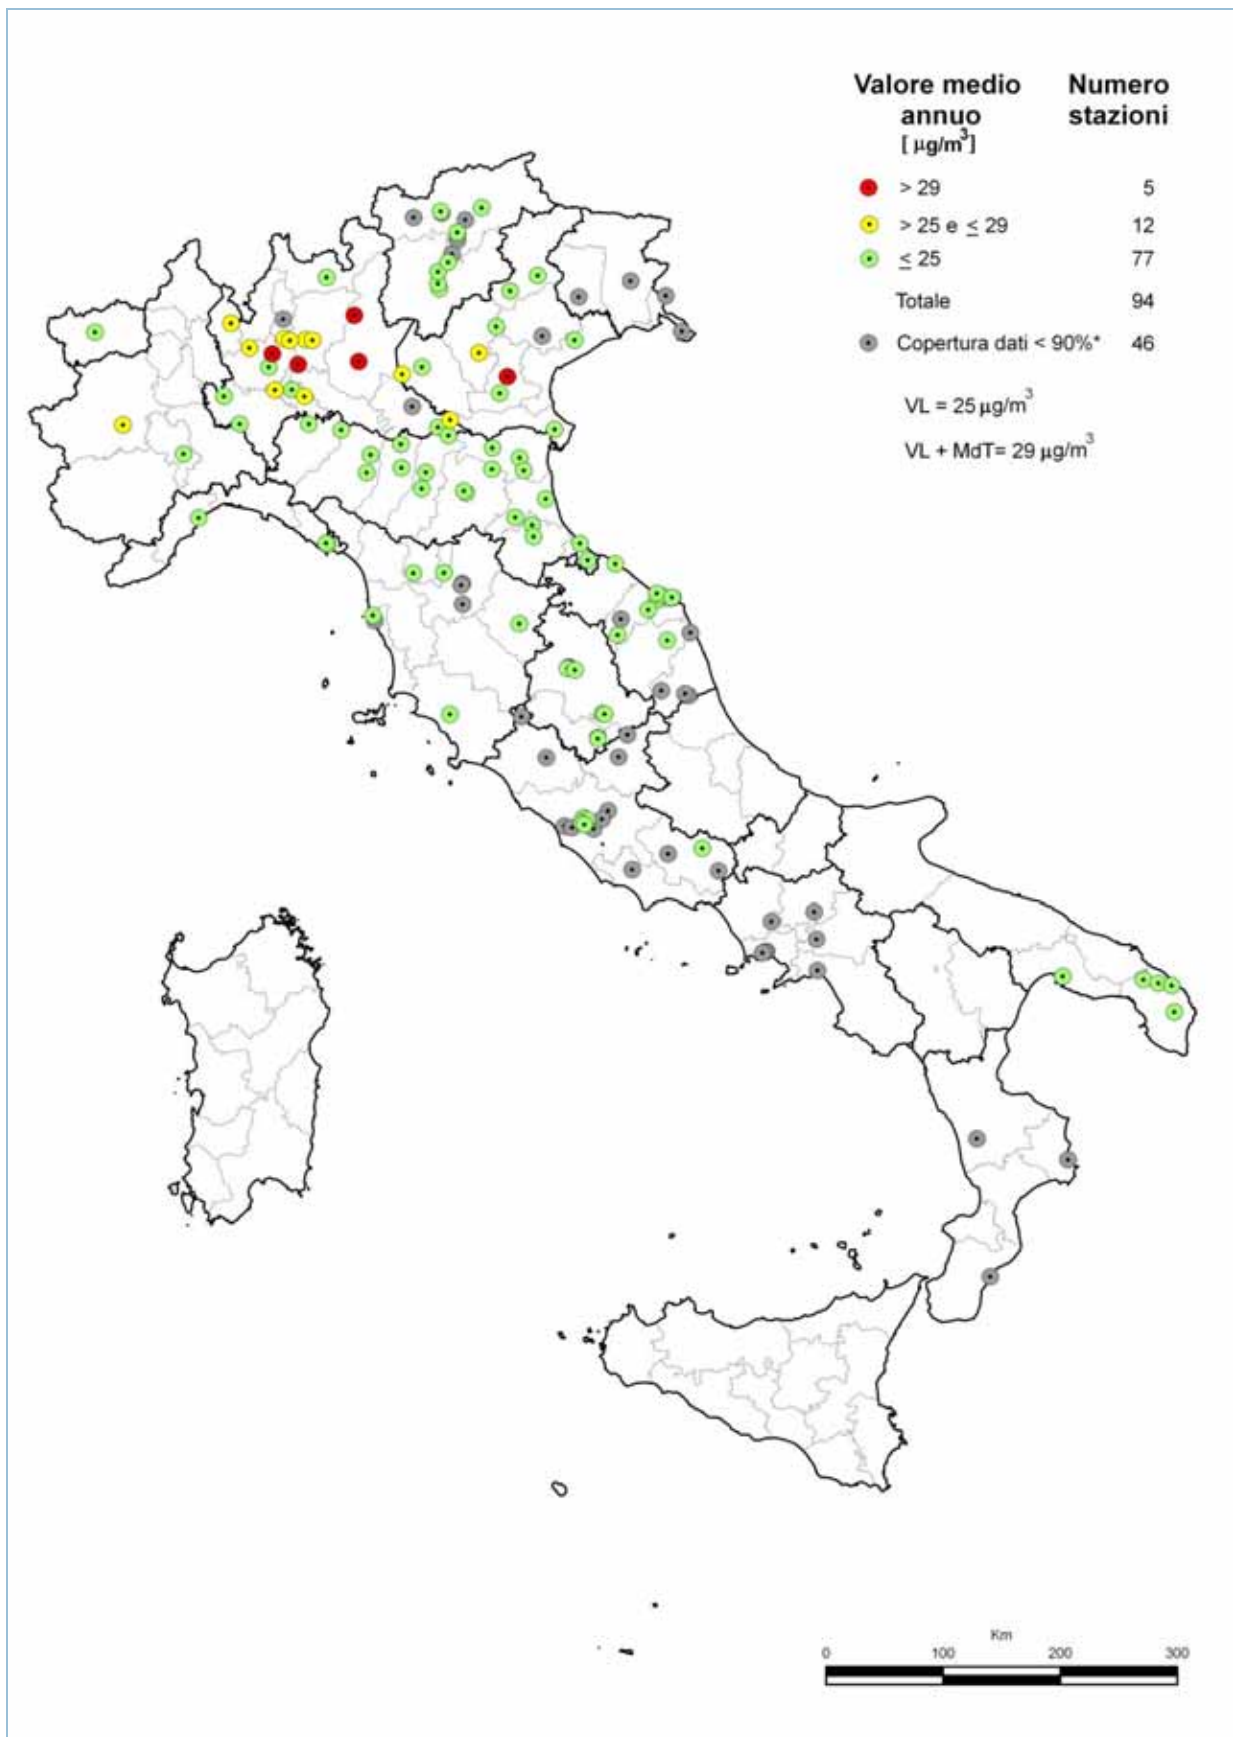 Valore medio annuo
[ µg/m³]
Numero stazioni
> 29 5
> 25 e ≤ 29 12
≤ 25 77
Totale 94
Copertura dati < 90%* 46
VL = 25 µg/m³
VL + MdT= 29 µg/m³
Km
0 100 200 300